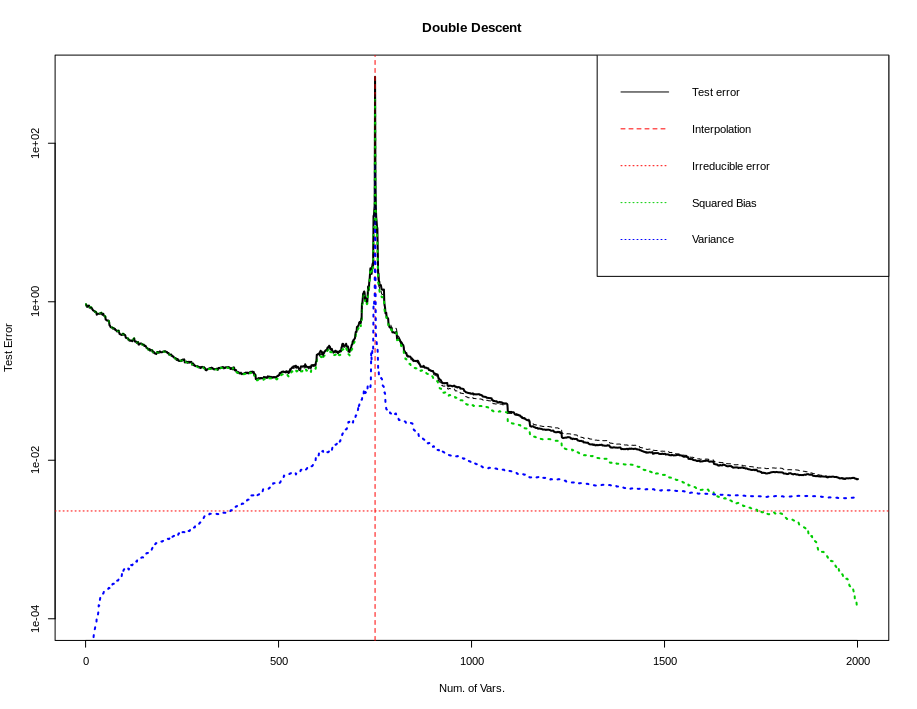 Double Descent
Test error
Interpolation
Irreducible error
Squared Bias
Variance
Test Error
1e+02
1e+00
1e-02
1e-04
0 500 1000 1500 2000
Num. of Vars.